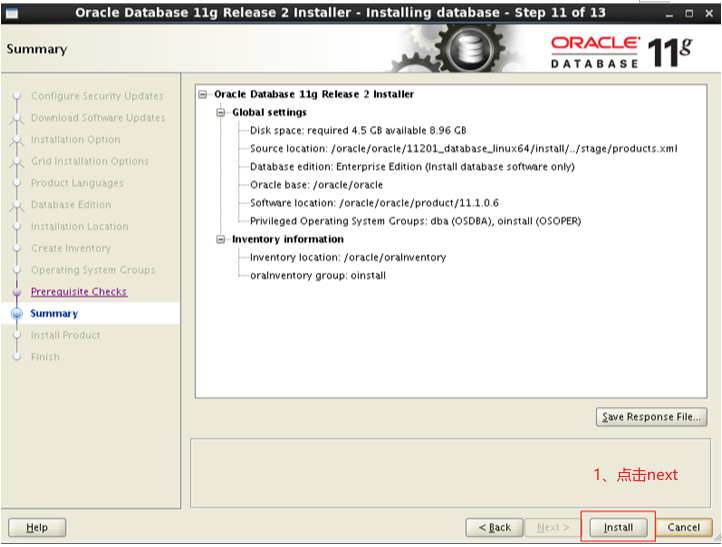 Oracle Database 11g Release 2 Installer - Installing database - Step 11 of 13
Summary
ORACLE
DATABASE 11g
Configure Security Updates
Download Software Updates
Installation Option
Grid Installation Options
Product Languages
Database Edition
Installation Location
Create Inventory
Operating System Groups
Prerequisite Checks
Summary
Install Product
Finish
Oracle Database 11g Release 2 Installer
Global settings
Disk space: required 4.5 GB available 8.96 GB
Source location: /oracle/oracle/11201_database_linux64/install/../stage/products.xml
Database edition: Enterprise Edition (Install database software only)
Oracle base: /oracle/oracle
Software location: /oracle/oracle/product/11.1.0.6
Privileged Operating System Groups: dba (OSDBA), oinstall (OSOPER)
Inventory information
Inventory location: /oracle/oraInventory
oraInventory group: oinstall
Save Response File...
1、点击next
Help
< Back
Next >
Install
Cancel